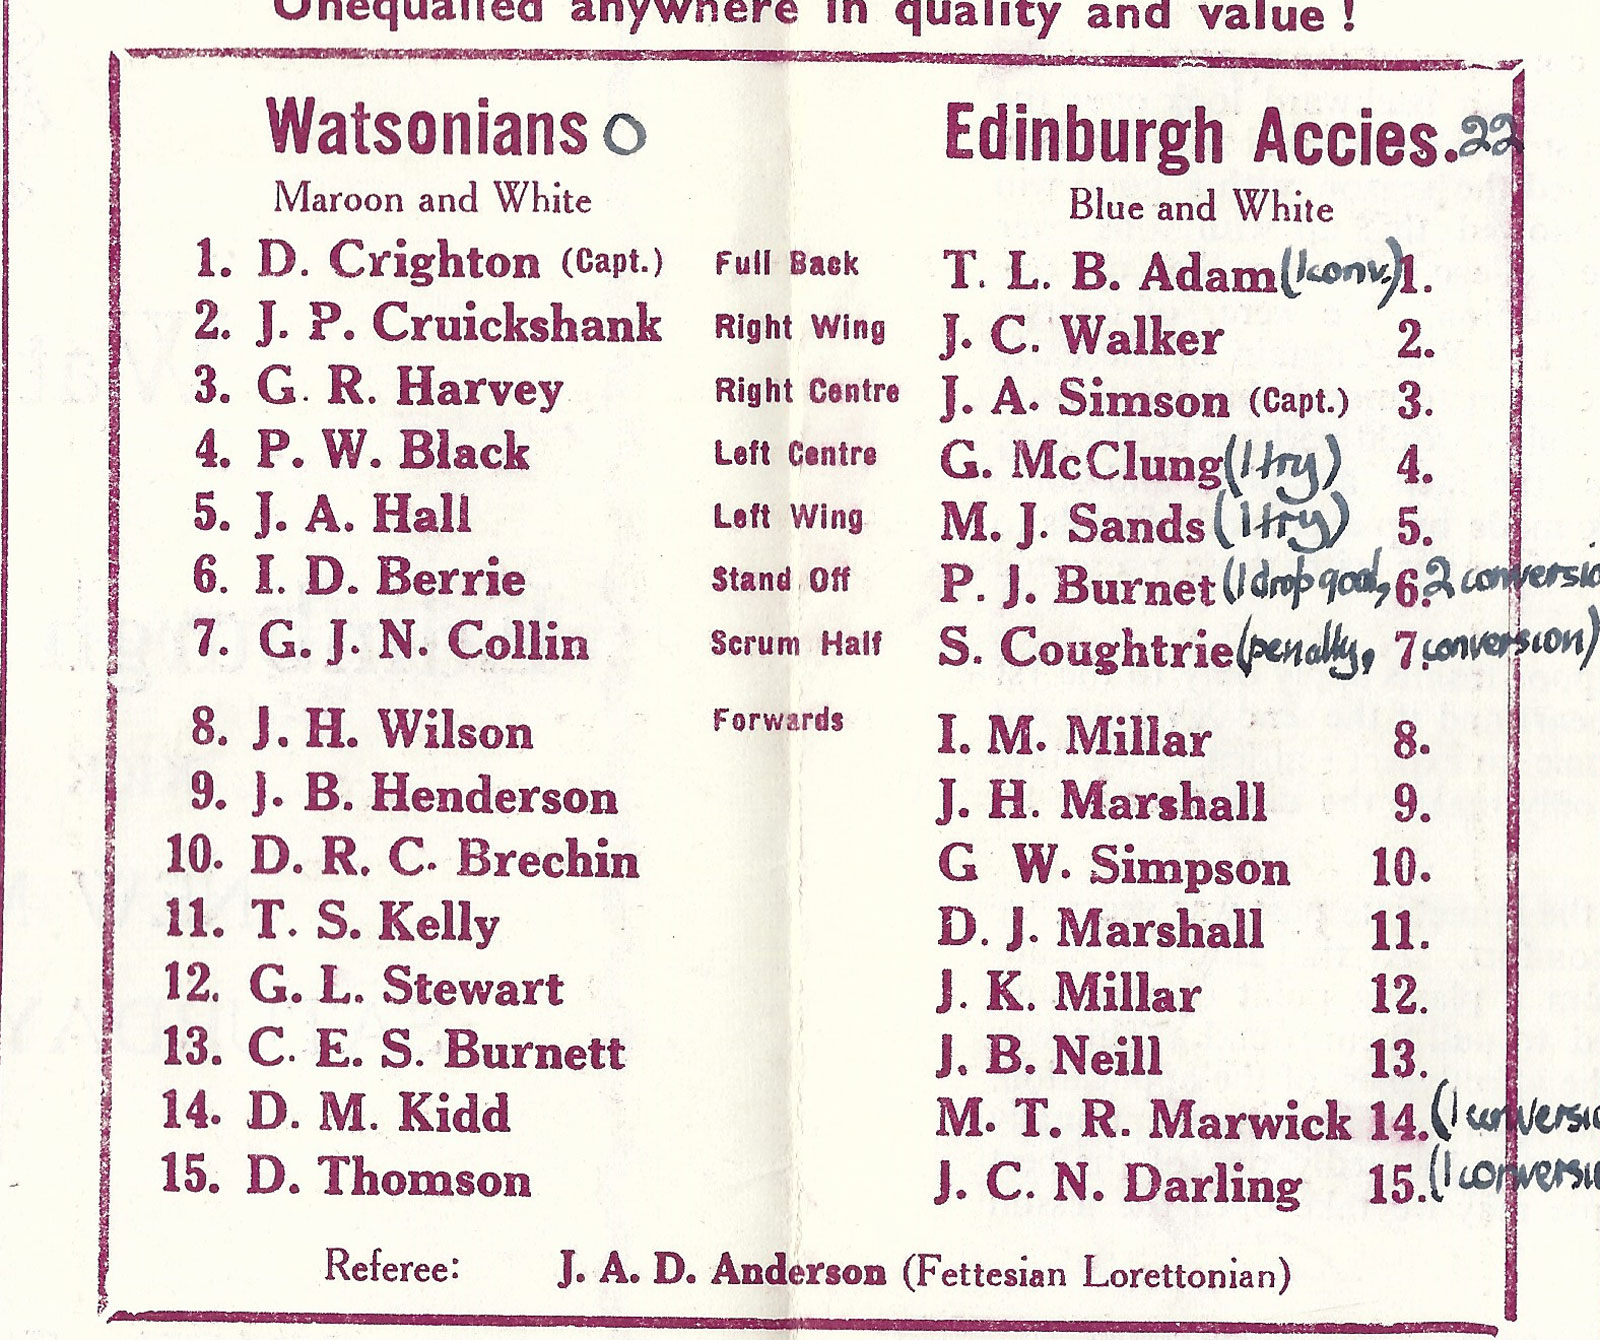 Unequalled anywhere in quality and value !
Watsonians 0 Edinburgh Accies. 22
Maroon and White Blue and White
1. D. Crighton (Capt.) Full Back T. L. B. Adam (1 conv.) 1.
2. J. P. Cruickshank Right Wing J. C. Walker 2.
3. G. R. Harvey Right Centre J. A. Simson (Capt.) 3.
4. P. W. Black Left Centre G. McClung (1 try) 4.
5. J. A. Hall Left Wing M. J. Sands (1 try) 5.
6. I. D. Berrie Stand Off P. J. Burnet (1 drop goal, 6. 2 conversio
7. G. J. N. Collin Scrum Half S. Coughtrie (penalty, 7. conversion)
8. J. H. Wilson Forwards I. M. Millar 8.
9. J. B. Henderson J. H. Marshall 9.
10. D. R. C. Brechin G W. Simpson 10.
11. T. S. Kelly D. J. Marshall 11.
12. G. L. Stewart J. K. Millar 12.
13. C. E. S. Burnett J. B. Neill 13.
14. D. M. Kidd M. T. R. Marwick 14. (1 conversio
15. D. Thomson J. C. N. Darling 15. (1 conversio
Referee: J. A. D. Anderson (Fettesian Lorettonian)